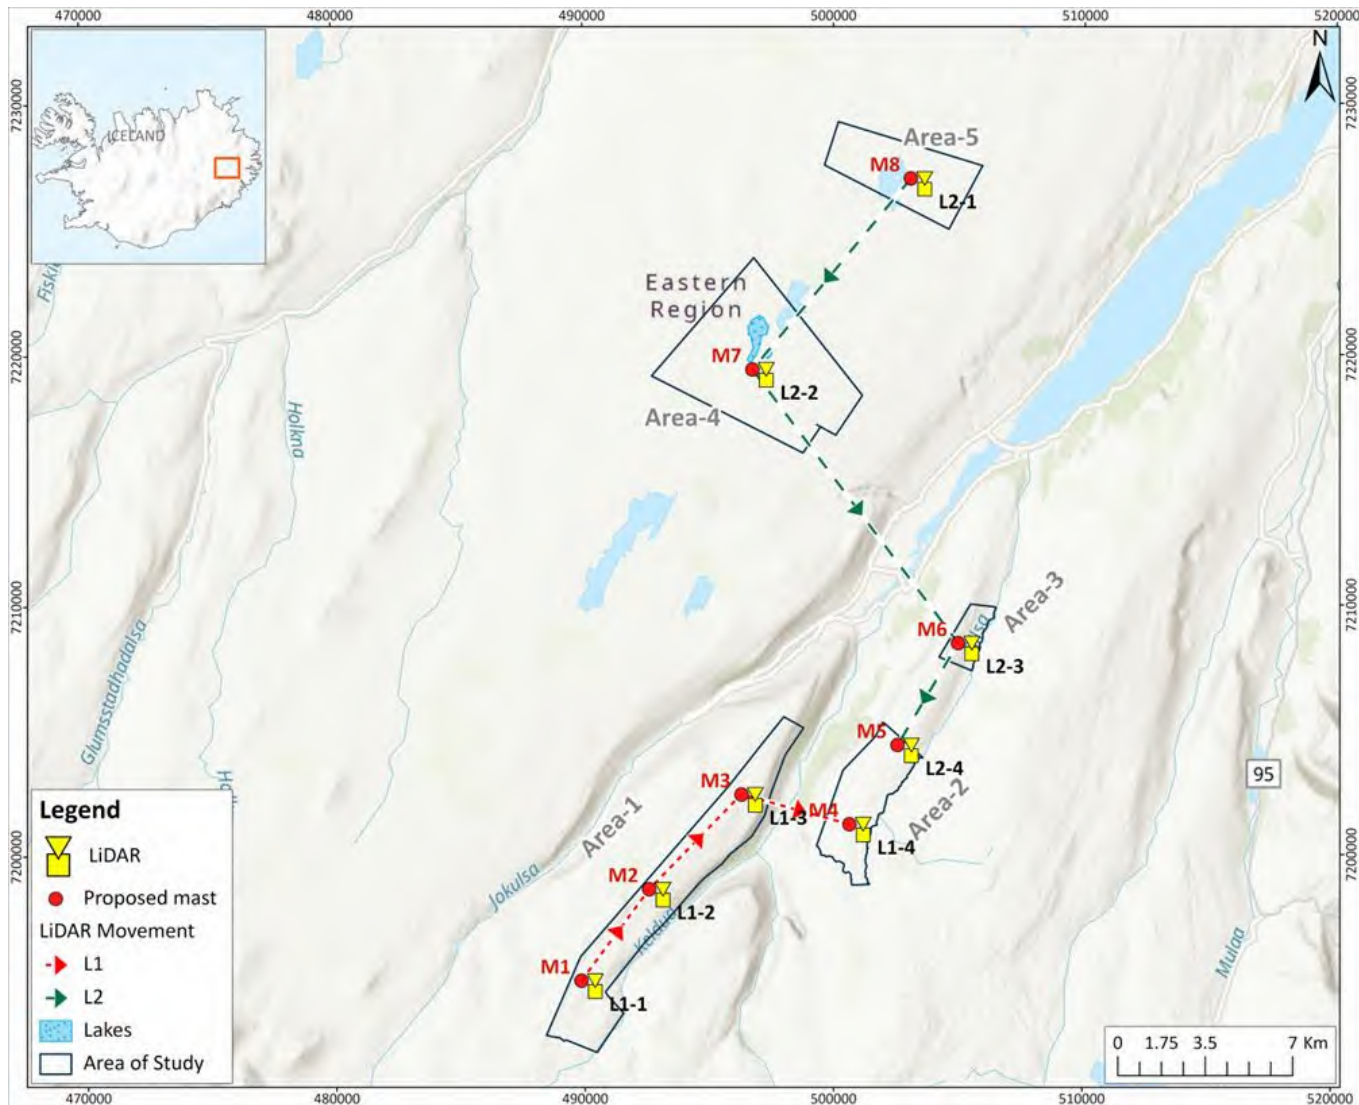 470000
480000
490000
500000
510000
520000
N
7230000
7230000
ICELAND
Area-5
M8
L2-1
Eastern
Region
M7
L2-2
Area-4
7220000
7220000
Holkna
7210000
7210000
Area-3
M6
L2-3
Glumsstadhadalsa
M5
L2-4
Area-2
M3
L1-3
M4
L1-4
Area-1
95
7200000
7200000
Jokulsa
M2
L1-2
M1
L1-1
Mulaa
Legend
LiDAR
Proposed mast
LiDAR Movement
L1
L2
Lakes
Area of Study
0 1.75 3.5 7 Km
470000
480000
490000
500000
510000
520000